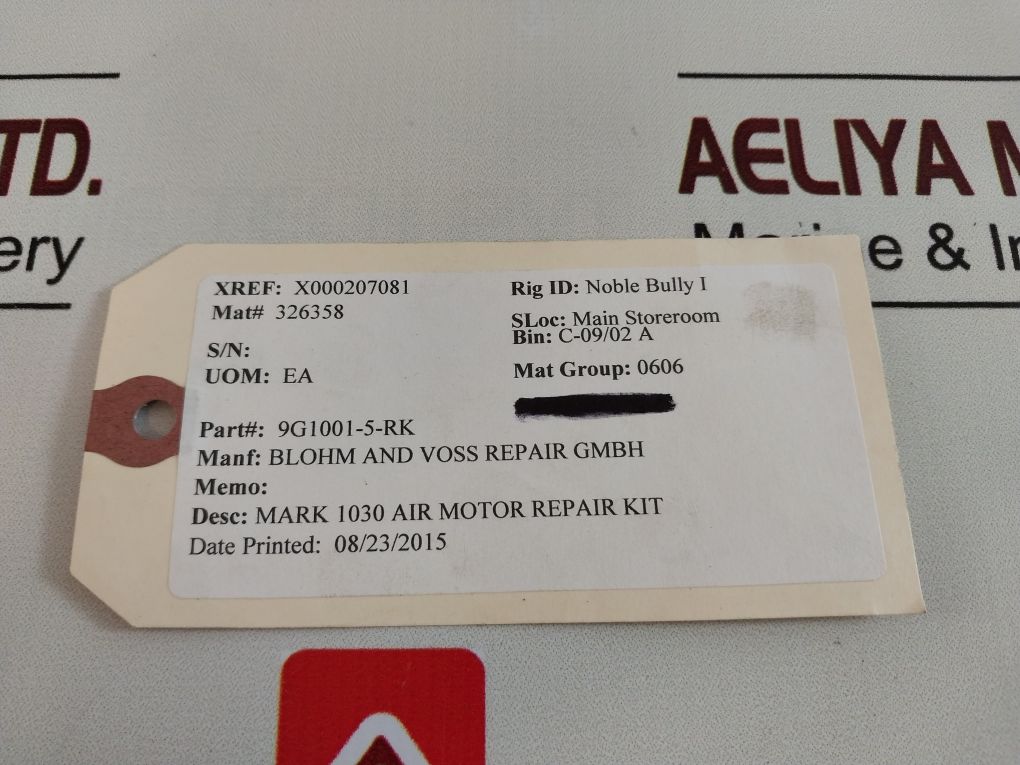 TD.
AELIYA M
ery
Marine & In
XREF: X000207081
Mat# 326358
S/N:
UOM: EA
Rig ID: Noble Bully I
SLoc: Main Storeroom
Bin: C-09/02 A
Mat Group: 0606
Part#: 9G1001-5-RK
Manf: BLOHM AND VOSS REPAIR GMBH
Memo:
Desc: MARK 1030 AIR MOTOR REPAIR KIT
Date Printed: 08/23/2015